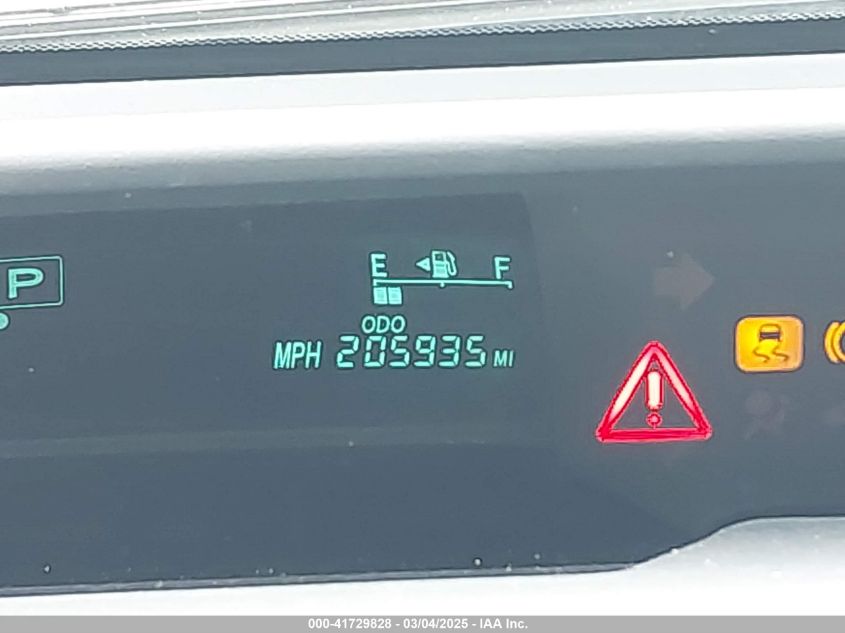 P
E F
ODO
MPH 205935 MI
000-41729828 - 03/04/2025 - IAA Inc.